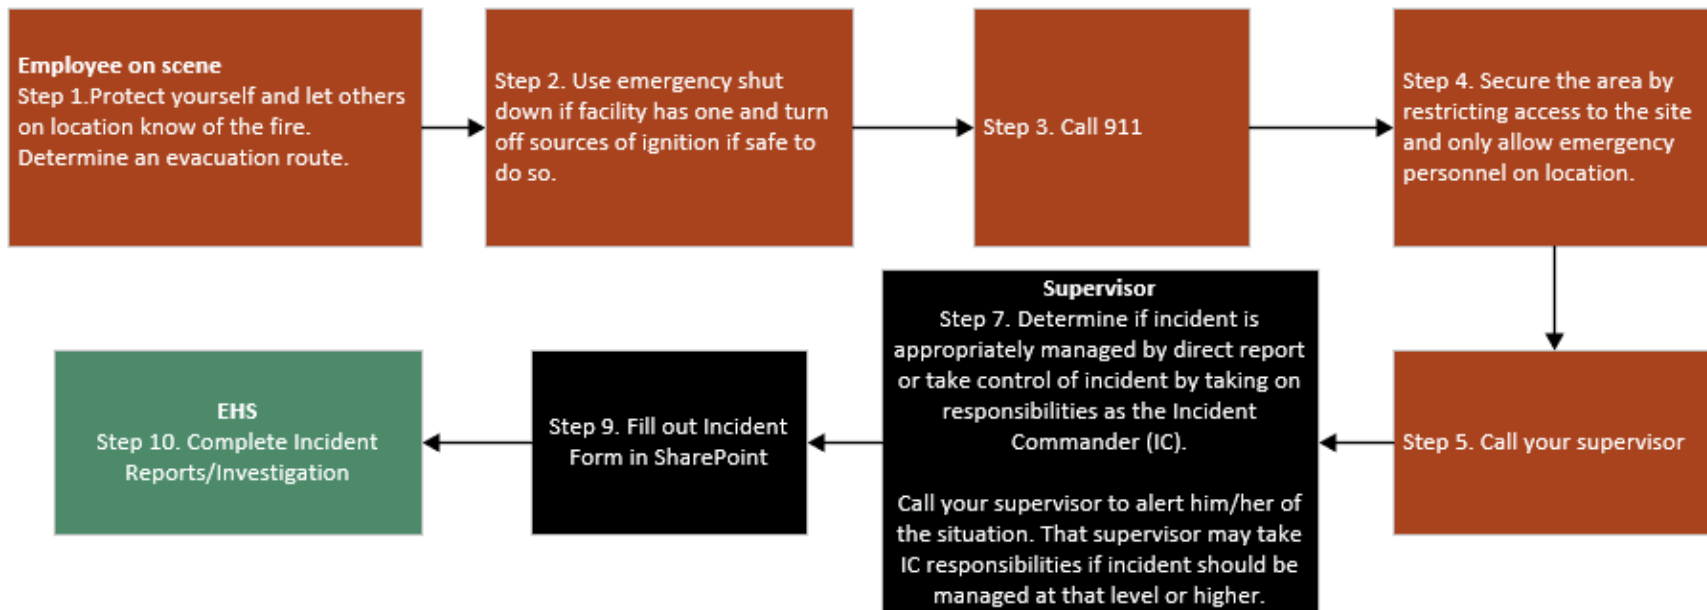 Employee on scene
Step 1.Protect yourself and let others
on location know of the fire.
Determine an evacuation route.
Step 2. Use emergency shut
down if facility has one and turn
off sources of ignition if safe to
do so.
Step 3. Call 911
Step 4. Secure the area by
restricting access to the site
and only allow emergency
personnel on location.
Step 5. Call your supervisor
Supervisor
Step 7. Determine if incident is
appropriately managed by direct report
or take control of incident by taking on
responsibilities as the Incident
Commander (IC).
Call your supervisor to alert him/her of
the situation. That supervisor may take
IC responsibilities if incident should be
managed at that level or higher.
Step 9. Fill out Incident
Form in SharePoint
EHS
Step 10. Complete Incident
Reports/Investigation